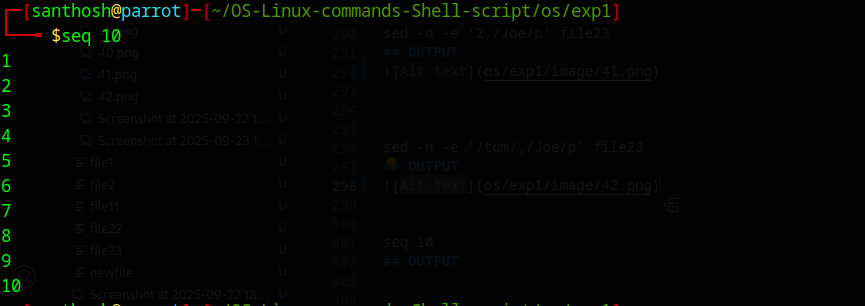 ┌─[santhosh@parrot]─[~/OS-Linux-commands-Shell-script/os/exp1]
└──╼ $seq 10
1
2
3
4
5
6
7
8
9
10
40.png
41.png U
42.png U
Screenshot at 2025-09-22 1... U
Screenshot at 2025-09-23 1... U
file1 U
file2 U
file11 U
file22 U
file23 U
newfile U
Screenshot at 2025-09-22 18... U
290 sed -n -e '2,/Joe/p' file23
291 ## OUTPUT
292 ![Alt text](os/exp1/image/41.png)
293
294
295
296 sed -n -e '/tom/,/Joe/p' file23
297 ## OUTPUT
298 ![Alt text](os/exp1/image/42.png)
299
300
301 seq 10
302 ## OUTPUT
303
304